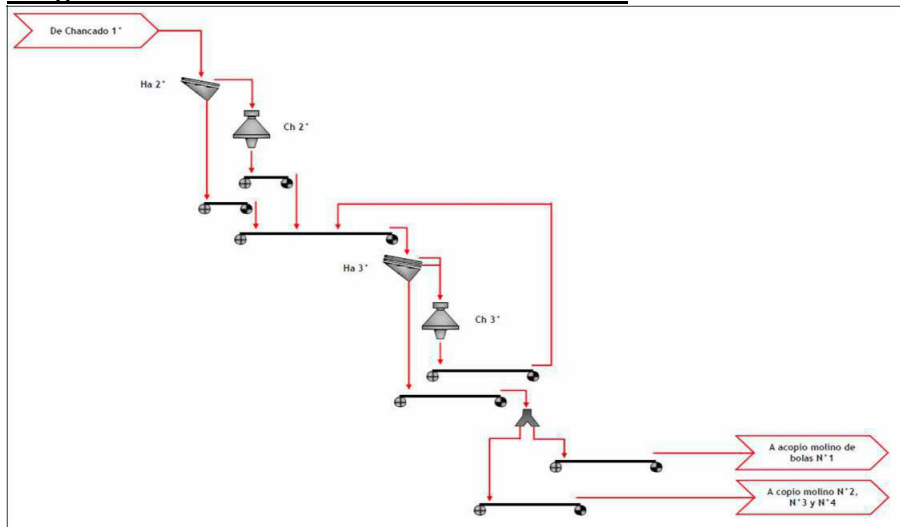 De Chancado 1°
Ha 2°
Ch 2°
Ha 3°
Ch 3°
A acopio molino de
bolas N°1
A copio molino N°2,
N°3 y N°4